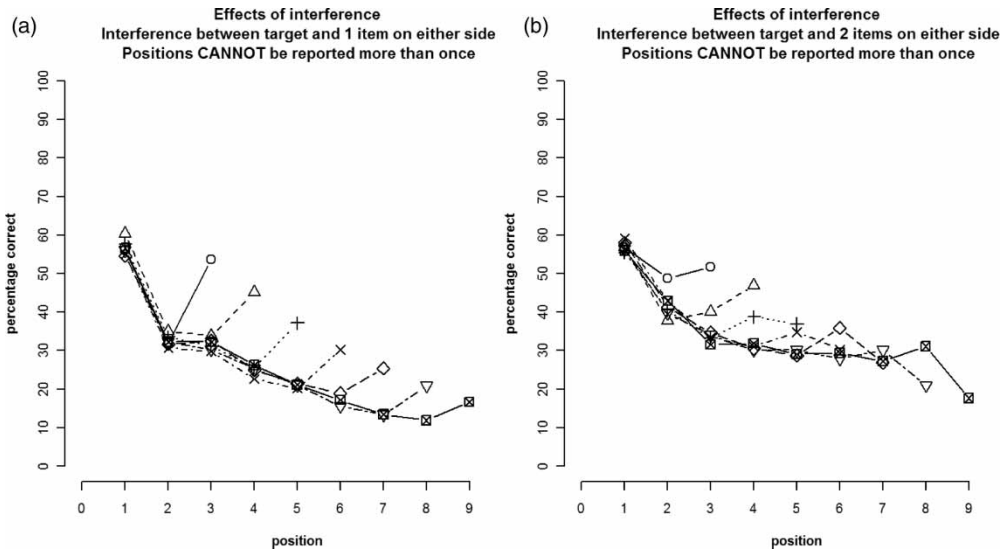 (a)
Effects of interference
Interference between target and 1 item on either side
Positions CANNOT be reported more than once
percentage correct
100
90
80
70
60
50
40
30
20
10
0
0 1 2 3 4 5 6 7 8 9
position
(b)
Effects of interference
Interference between target and 2 items on either side
Positions CANNOT be reported more than once
percentage correct
100
90
80
70
60
50
40
30
20
10
0
0 1 2 3 4 5 6 7 8 9
position